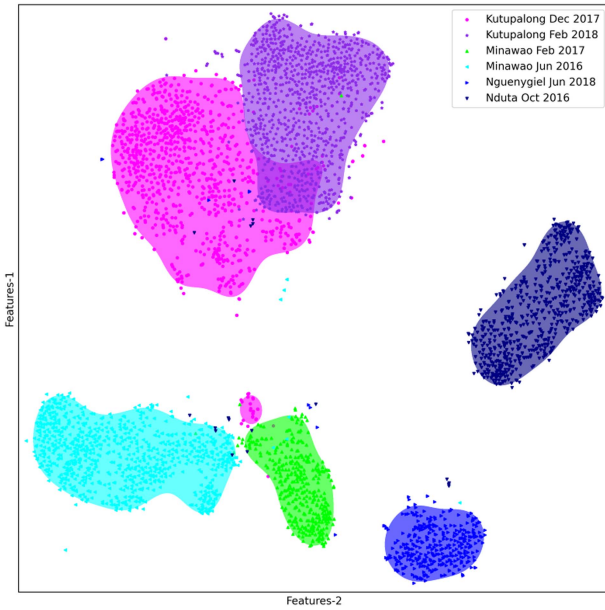 Kutupalong Dec 2017
Kutupalong Feb 2018
Minawao Feb 2017
Minawao Jun 2016
Nguenygiel Jun 2018
Nduta Oct 2016
Features-1
Features-2